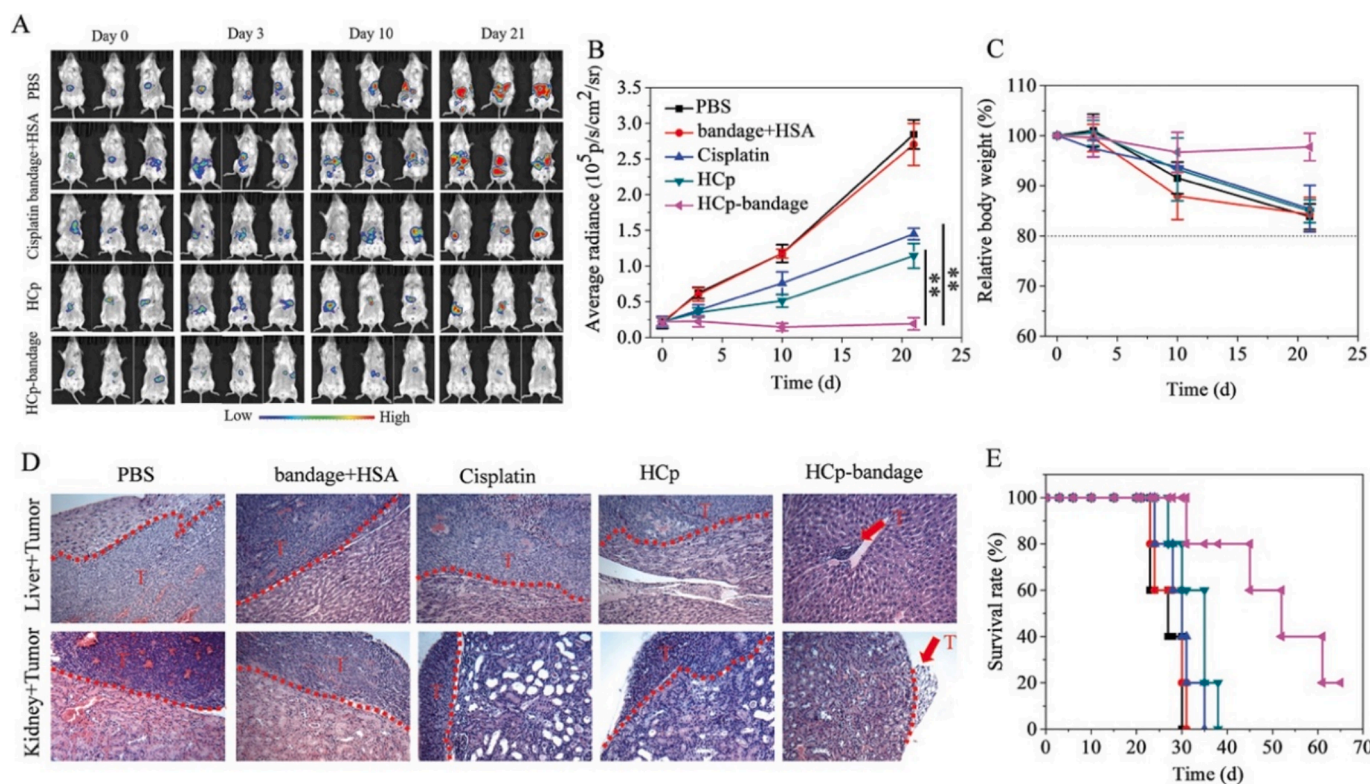 A
Day 0
Day 3
Day 10
Day 21
PBS
bandage+HSA
Cisplatin
HCp
HCp-bandage
Low
High
B
Average radiance (10^5p/s/cm^2/sr)
3.5
3.0
2.5
2.0
1.5
1.0
0.5
0.0
PBS
bandage+HSA
Cisplatin
HCp
HCp-bandage
**
**
0
5
10
15
20
25
Time (d)
C
Relative body weight (%)
110
100
90
80
70
60
0
5
10
15
20
25
Time (d)
D
PBS
bandage+HSA
Cisplatin
HCp
HCp-bandage
Liver+Tumor
T
T
T
T
T
Kidney+Tumor
T
T
T
T
T
E
Survival rate (%)
100
80
60
40
20
0
0
10
20
30
40
50
60
70
Time (d)